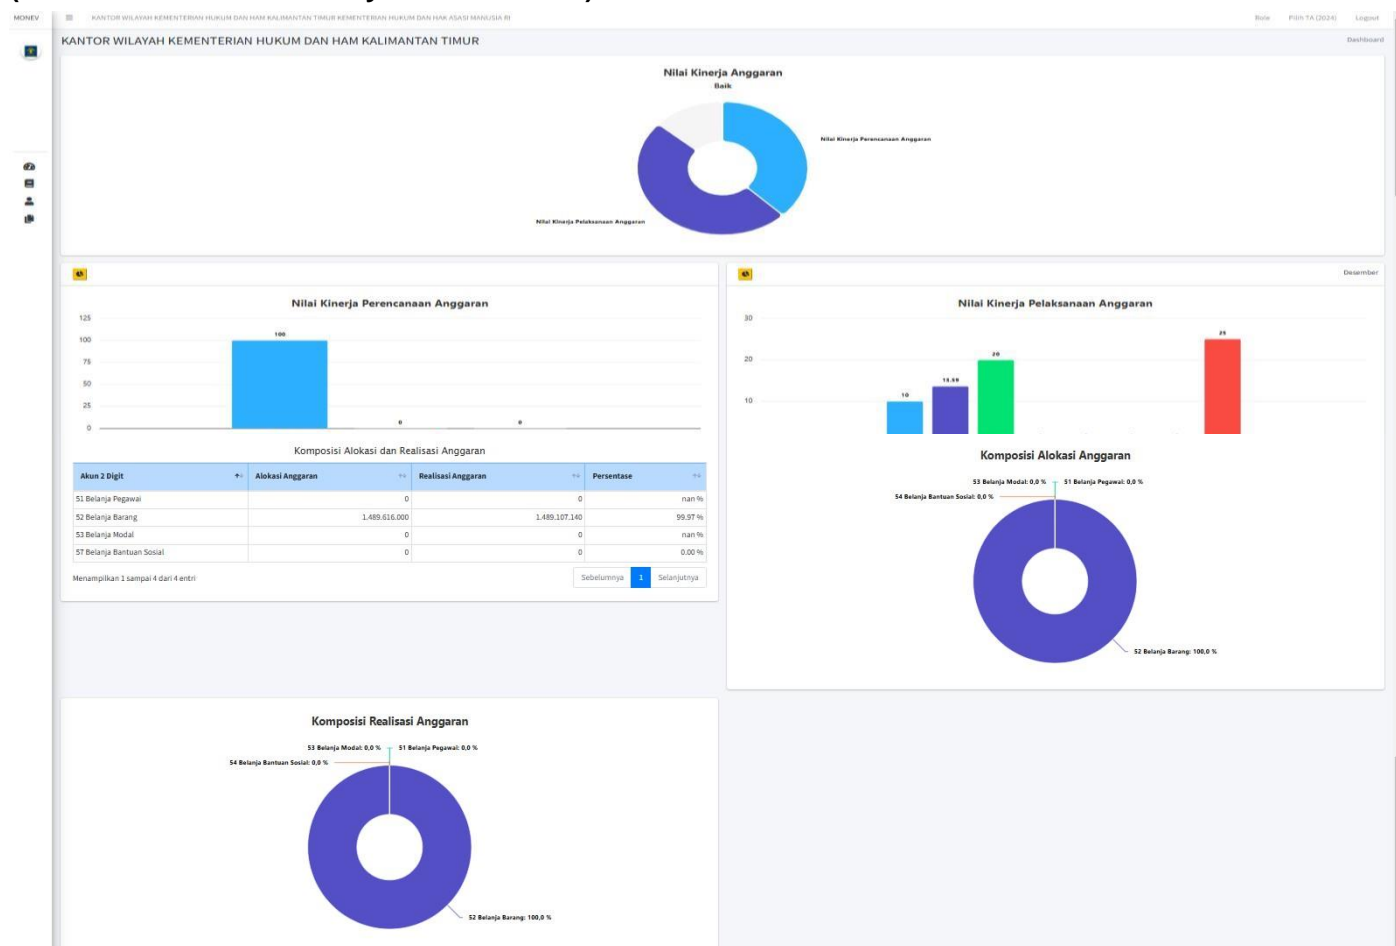 MONEV
KANTOR WILAYAH KEMENTERIAN HUKUM DAN HAM KALIMANTAN TIMUR KEMENTERIAN HUKUM DAN HAK ASASI MANUSIA RI
Role Pilih TA (2024) Logout
KANTOR WILAYAH KEMENTERIAN HUKUM DAN HAM KALIMANTAN TIMUR
Dashboard
Nilai Kinerja Anggaran
Baik
Nilai Kinerja Perencanaan Anggaran
Nilai Kinerja Pelaksanaan Anggaran
Nilai Kinerja Perencanaan Anggaran
125
100
75
50
25
0
100
0
0
Komposisi Alokasi dan Realisasi Anggaran
Akun 2 Digit Alokasi Anggaran Realisasi Anggaran Persentase
51 Belanja Pegawai 0 0 nan %
52 Belanja Barang 1.489.616.000 1.489.107.140 99.97 %
53 Belanja Modal 0 0 nan %
57 Belanja Bantuan Sosial 0 0 0.00 %
Menampilkan 1 sampai 4 dari 4 entri
Sebelumnya 1 Selanjutnya
Desember
Nilai Kinerja Pelaksanaan Anggaran
30
20
10
10
13.59
20
25
Komposisi Alokasi Anggaran
53 Belanja Modal: 0,0 % 51 Belanja Pegawai: 0,0 %
54 Belanja Bantuan Sosial: 0,0 %
52 Belanja Barang: 100,0 %
Komposisi Realisasi Anggaran
53 Belanja Modal: 0,0 % 51 Belanja Pegawai: 0,0 %
54 Belanja Bantuan Sosial: 0,0 %
52 Belanja Barang: 100,0 %